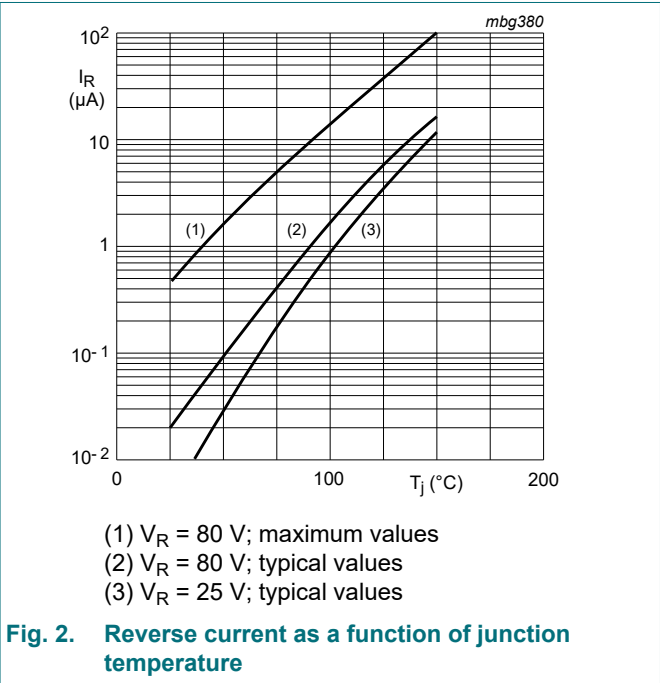 mbg380
10²
I_R
(μA)
10
1
10⁻¹
10⁻²
(1)
(2)
(3)
0
100
T_j (°C)
200
(1) V_R = 80 V; maximum values
(2) V_R = 80 V; typical values
(3) V_R = 25 V; typical values
Fig. 2. Reverse current as a function of junction
temperature